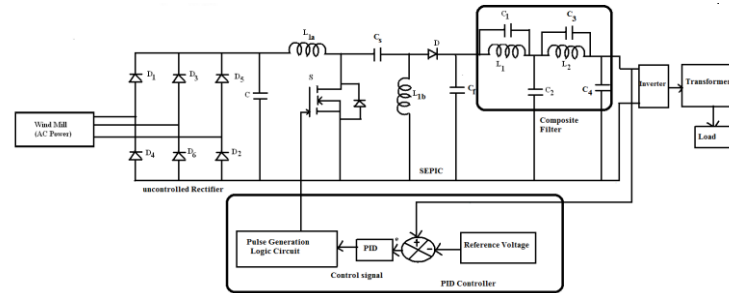 L1a
Cs
D
C1
C3
L1
L2
D1
D3
D5
C
S
L1b
Cf
C2
C4
Inverter
Transformer
Load
Wind Mill
(AC Power)
D4
D6
D2
Composite
Filter
SEPIC
uncontrolled Rectifier
Pulse Generation
Logic Circuit
PID
+
-
Reference Voltage
Control signal
PID Controller